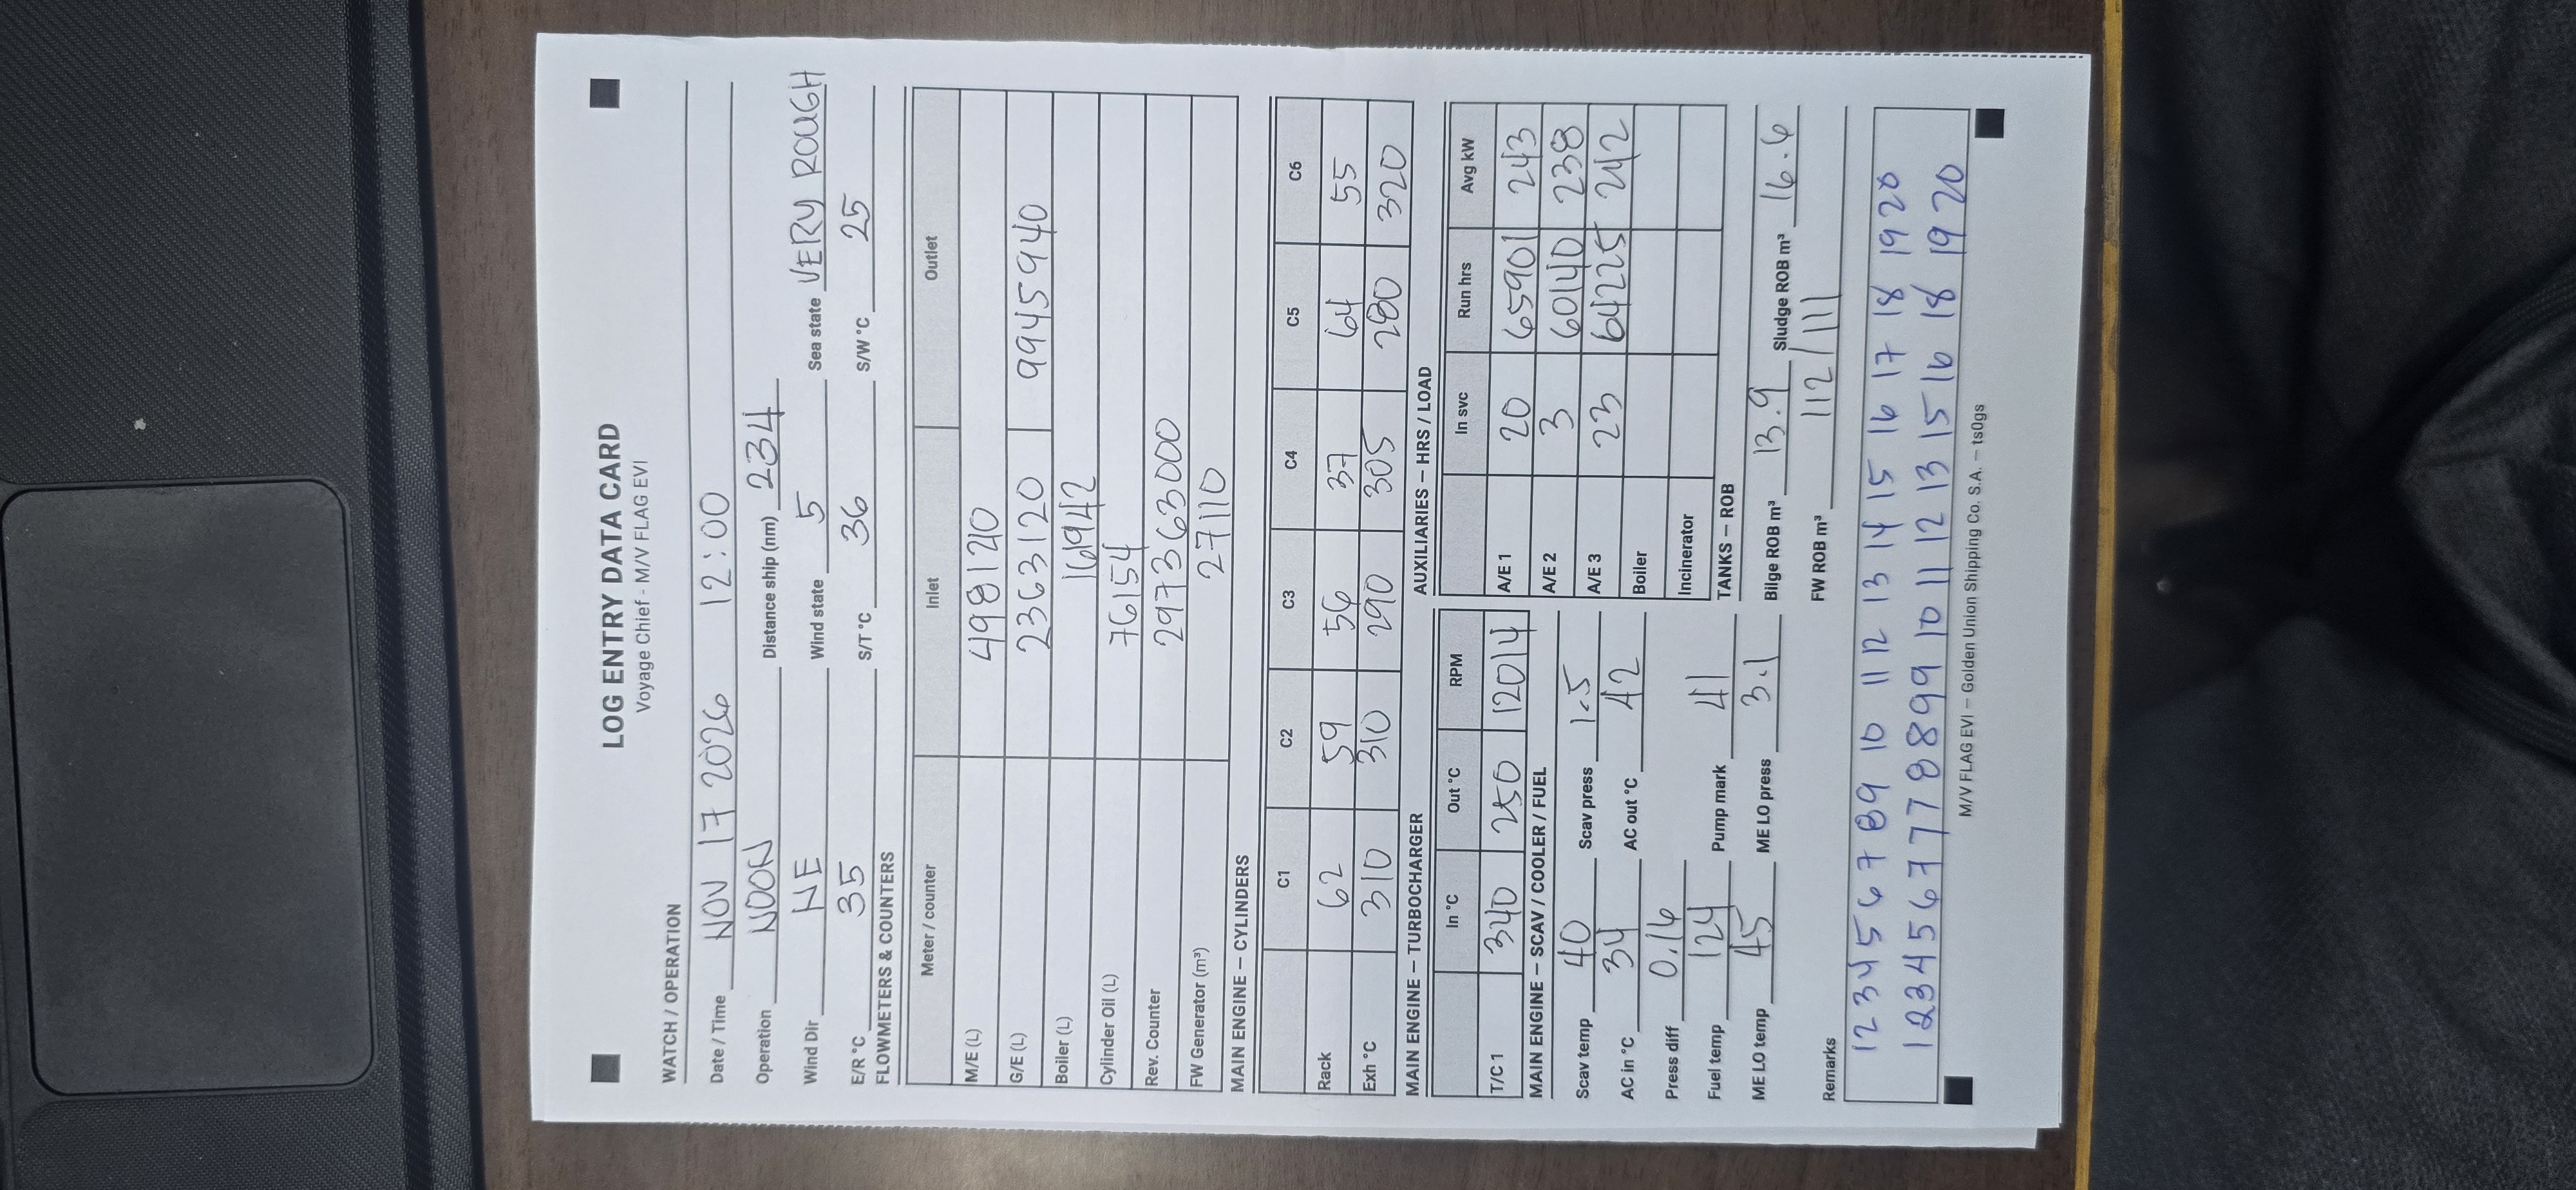 LOG ENTRY DATA CARD
Voyage Chief - M/V FLAG EVI
WATCH / OPERATION
Date / Time NOV 17 2026 12:00
Operation NOON Distance ship (nm) 234
Wind Dir NE Wind state 5 Sea state VERY ROUGH
E/R °C 35 S/T °C 36 S/W °C 25
FLOWMETERS & COUNTERS
Meter / counter Inlet Outlet
M/E (L) 4981210
G/E (L) 2363120 9945940
Boiler (L) 161942
Cylinder Oil (L) 76154
Rev. Counter 297363000
FW Generator (m³) 27110
MAIN ENGINE – CYLINDERS
C1 C2 C3 C4 C5 C6
Rack 62 59 56 37 64 55
Exh °C 310 310 290 305 280 320
MAIN ENGINE – TURBOCHARGER
In °C Out °C RPM
T/C 1 340 250 12014
MAIN ENGINE – SCAV / COOLER / FUEL
Scav temp 40 Scav press 1.5
AC in °C 34 AC out °C 42
Press diff 0.16
Fuel temp 124 Pump mark 41
ME LO temp 45 ME LO press 3.1
AUXILIARIES – HRS / LOAD
In svc Run hrs Avg kW
A/E 1 20 65901 243
A/E 2 3 60140 238
A/E 3 23 64225 242
Boiler
Incinerator
TANKS – ROB
Bilge ROB m³ 13.9 Sludge ROB m³ 16.6
FW ROB m³ 112 / 111
Remarks
1 2 3 4 5 6 7 8 9 10 11 12 13 14 15 16 17 18 19 20
1 2 3 4 5 6 7 7 7 8 8 9 9 10 11 12 13 15 16 18 19 20
M/V FLAG EVI – Golden Union Shipping Co. S.A. – ts0gs